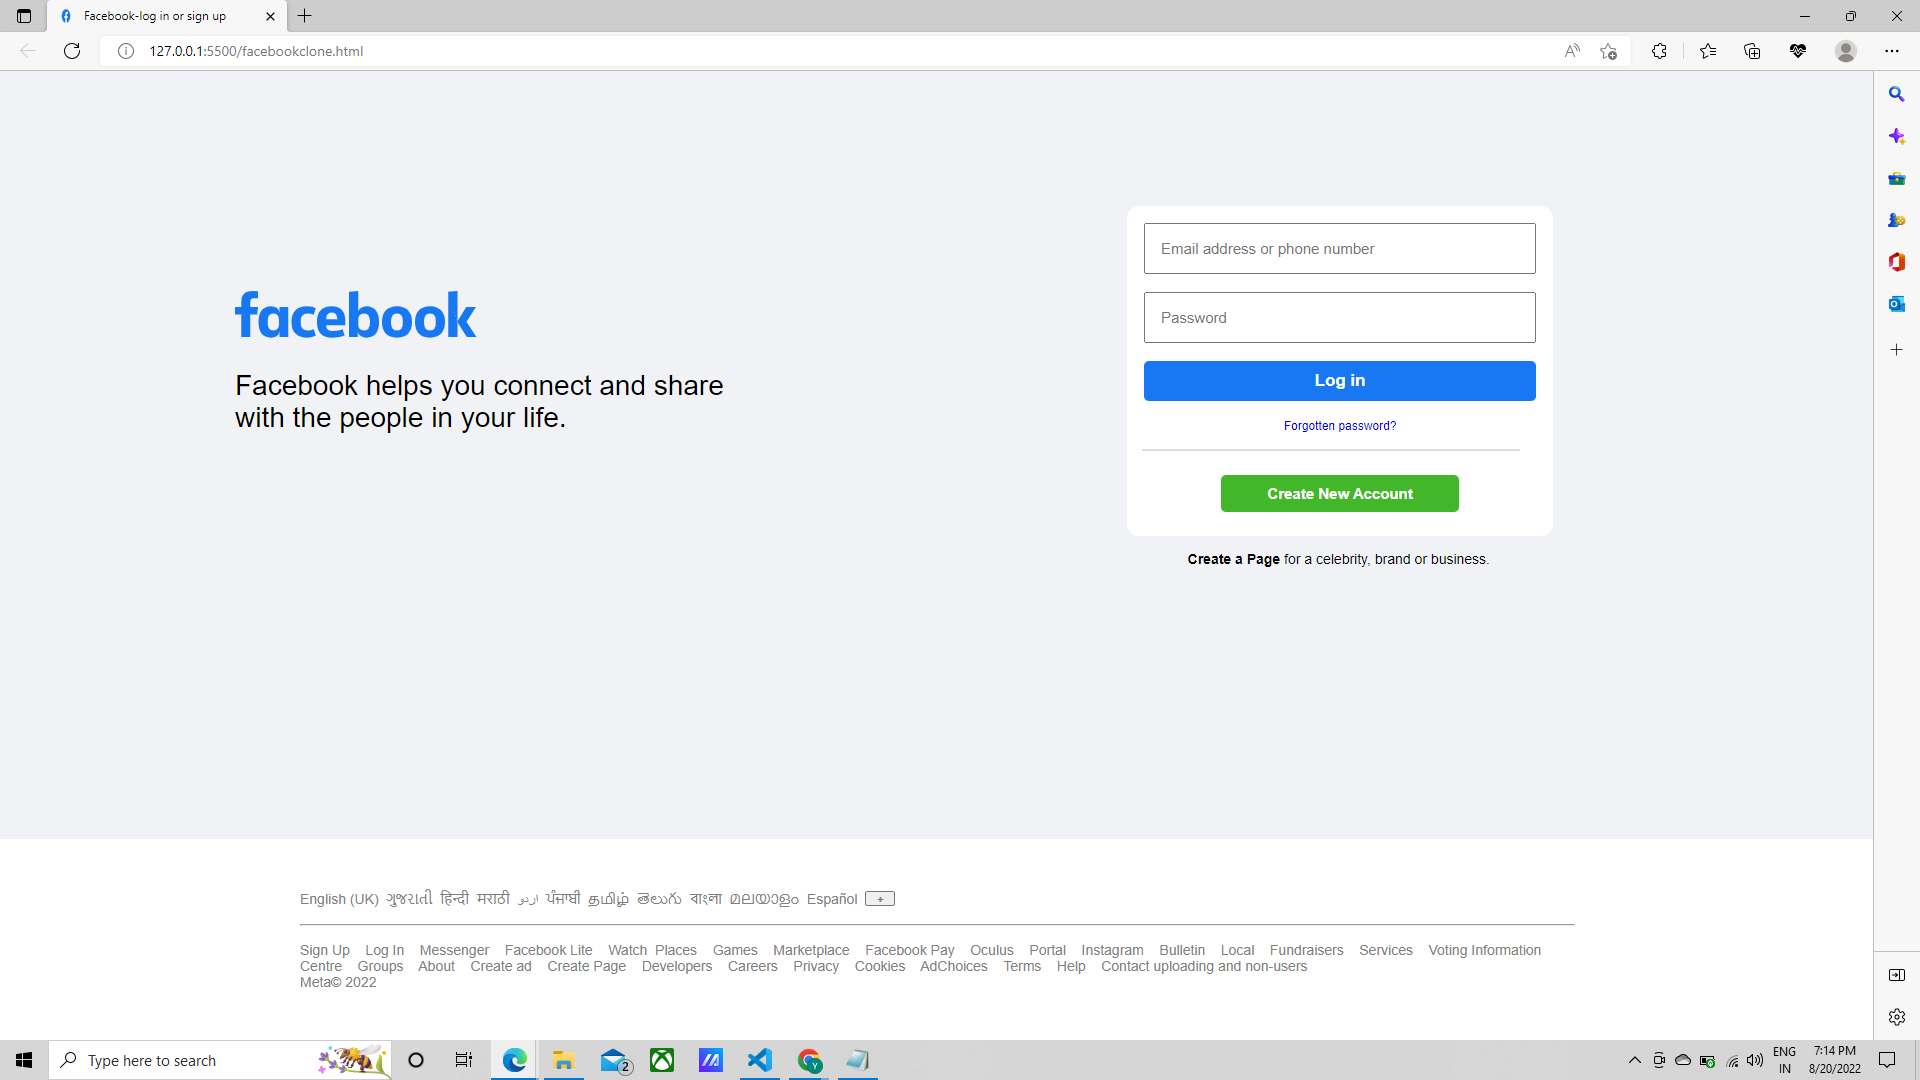 Facebook-log in or sign up
127.0.0.1:5500/facebookclone.html
facebook
Facebook helps you connect and share
with the people in your life.
Email address or phone number
Password
Log in
Forgotten password?
Create New Account
Create a Page for a celebrity, brand or business.
English (UK) ગુજરાતી हिन्दी मराठी اردو ਪੰਜਾਬੀ தமிழ் తెలుగు বাংলা മലയാളം Español +
Sign Up Log In Messenger Facebook Lite Watch Places Games Marketplace Facebook Pay Oculus Portal Instagram Bulletin Local Fundraisers Services Voting Information
Centre Groups About Create ad Create Page Developers Careers Privacy Cookies AdChoices Terms Help Contact uploading and non-users
Meta© 2022
Type here to search
2
Y
ENG
IN
7:14 PM
8/20/2022